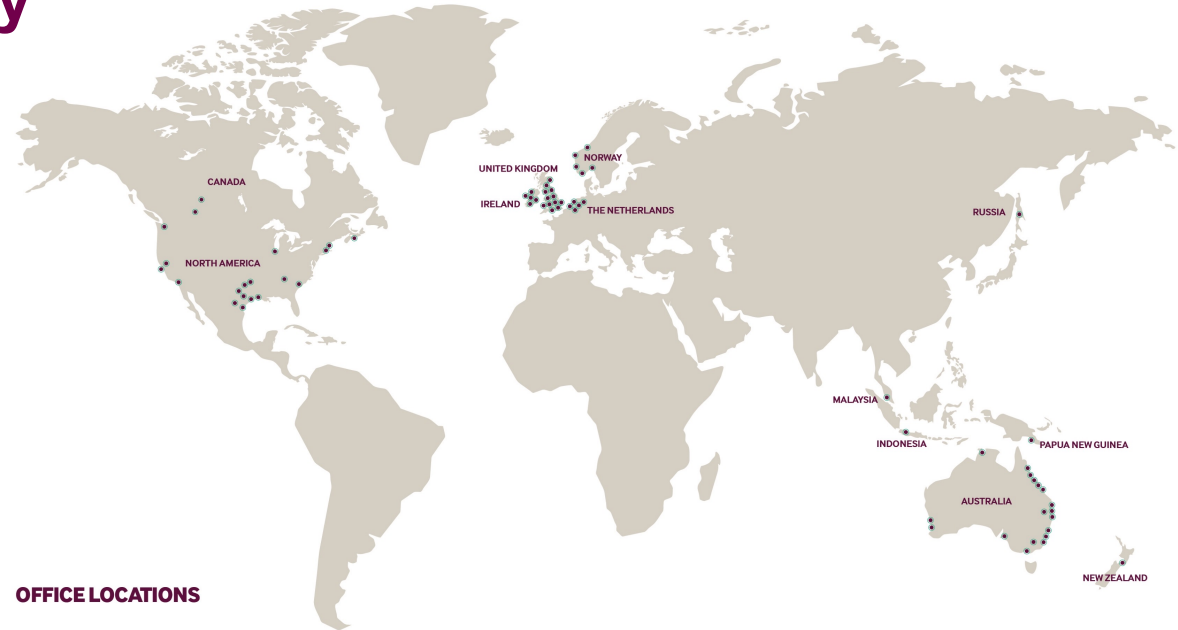 y
CANADA
NORTH AMERICA
UNITED KINGDOM
IRELAND
NORWAY
THE NETHERLANDS
RUSSIA
MALAYSIA
INDONESIA
PAPUA NEW GUINEA
AUSTRALIA
NEW ZEALAND
OFFICE LOCATIONS